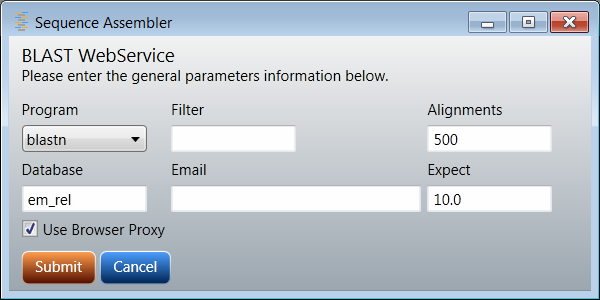 Sequence Assembler
BLAST WebService
Please enter the general parameters information below.
Program Filter Alignments
blastn 500
Database Email Expect
em_rel 10.0
Use Browser Proxy
Submit Cancel